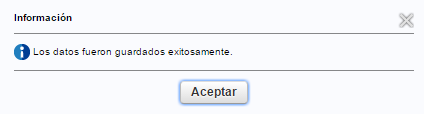 Información
Los datos fueron guardados exitosamente.
Aceptar